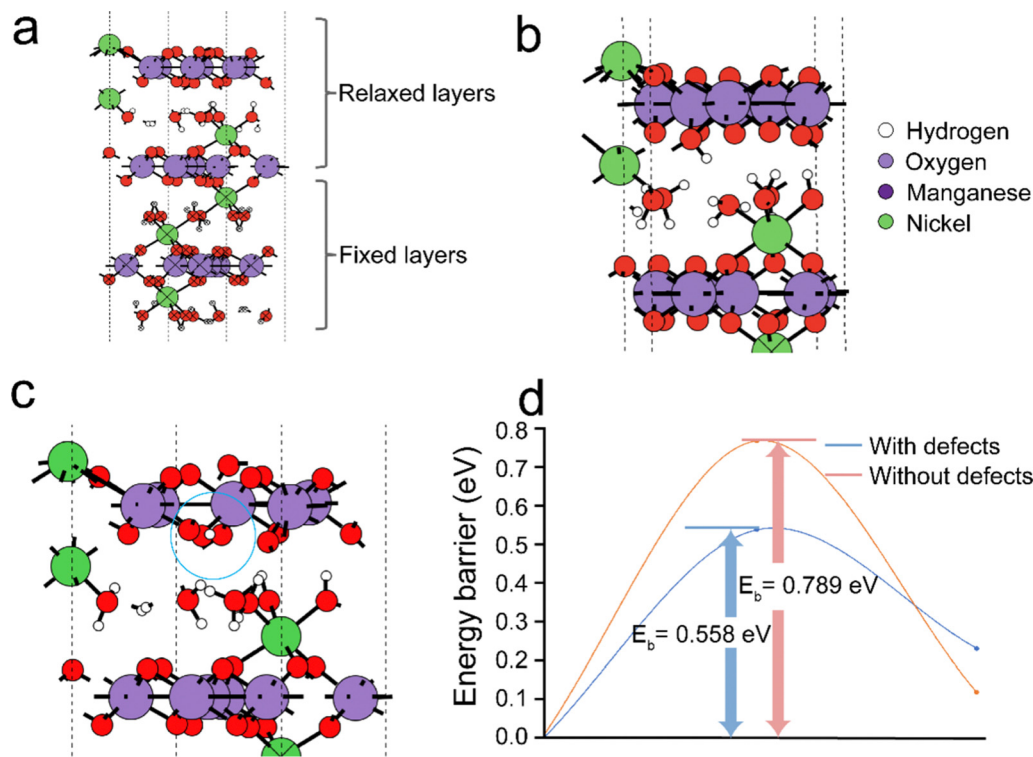 a
Relaxed layers
Fixed layers
b
Hydrogen
Oxygen
Manganese
Nickel
c
d
Energy barrier (eV)
0.8
0.7
0.6
0.5
0.4
0.3
0.2
0.1
0.0
With defects
Without defects
E_b= 0.789 eV
E_b= 0.558 eV